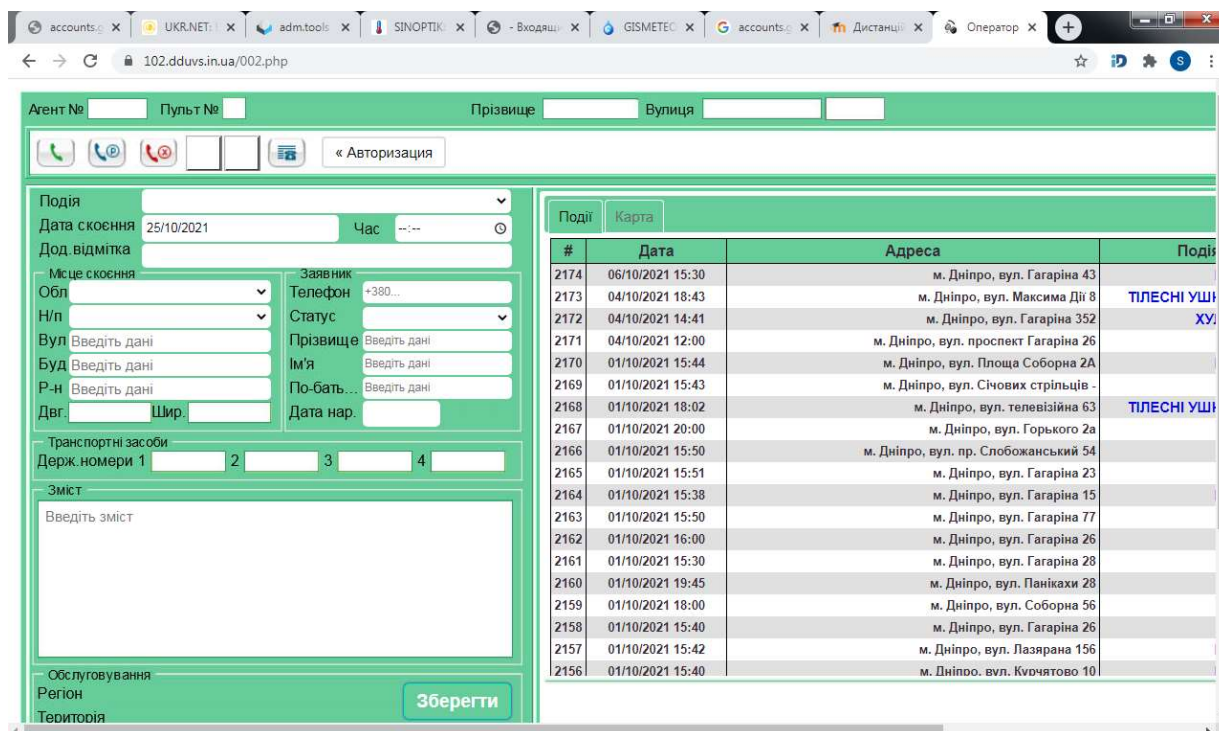 accounts.g UKR.NET: adm.tools SINOPTIK: - Входящи GISMETEO accounts.g Дистанцій Оператор
102.dduvs.in.ua/002.php
Агент № Пульт № Прізвище Вулиця
« Авторизация
Подія
Дата скоєння 25/10/2021 Час --:--
Дод.відмітка
Місце скоєння
Обл
Н/п
Вул Введіть дані
Буд Введіть дані
Р-н Введіть дані
Двг. Шир.
Заявник
Телефон +380...
Статус
Прізвище Введіть дані
Ім'я Введіть дані
По-бать... Введіть дані
Дата нар.
Транспортні засоби
Держ.номери 1 2 3 4
Зміст
Введіть зміст
Обслуговування
Регіон
Територія
Зберегти
Події Карта
# Дата Адреса Подія
2174 06/10/2021 15:30 м. Дніпро, вул. Гагаріна 43
2173 04/10/2021 18:43 м. Дніпро, вул. Максима Дії 8 ТІЛЕСНІ УШК
2172 04/10/2021 14:41 м. Дніпро, вул. Гагаріна 352 ХУЛ
2171 04/10/2021 12:00 м. Дніпро, вул. проспект Гагаріна 26
2170 01/10/2021 15:44 м. Дніпро, вул. Площа Соборна 2А
2169 01/10/2021 15:43 м. Дніпро, вул. Січових стрільців -
2168 01/10/2021 18:02 м. Дніпро, вул. телевізійна 63 ТІЛЕСНІ УШК
2167 01/10/2021 20:00 м. Дніпро, вул. Горького 2а
2166 01/10/2021 15:50 м. Дніпро, вул. пр. Слобожанський 54
2165 01/10/2021 15:51 м. Дніпро, вул. Гагаріна 23
2164 01/10/2021 15:38 м. Дніпро, вул. Гагаріна 15
2163 01/10/2021 15:50 м. Дніпро, вул. Гагаріна 77
2162 01/10/2021 16:00 м. Дніпро, вул. Гагаріна 26
2161 01/10/2021 15:30 м. Дніпро, вул. Гагаріна 28
2160 01/10/2021 19:45 м. Дніпро, вул. Панікахи 28
2159 01/10/2021 18:00 м. Дніпро, вул. Соборна 56
2158 01/10/2021 15:40 м. Дніпро, вул. Гагаріна 26
2157 01/10/2021 15:42 м. Дніпро, вул. Лазярана 156
2156 01/10/2021 15:40 м. Дніпро, вул. Курчятово 10